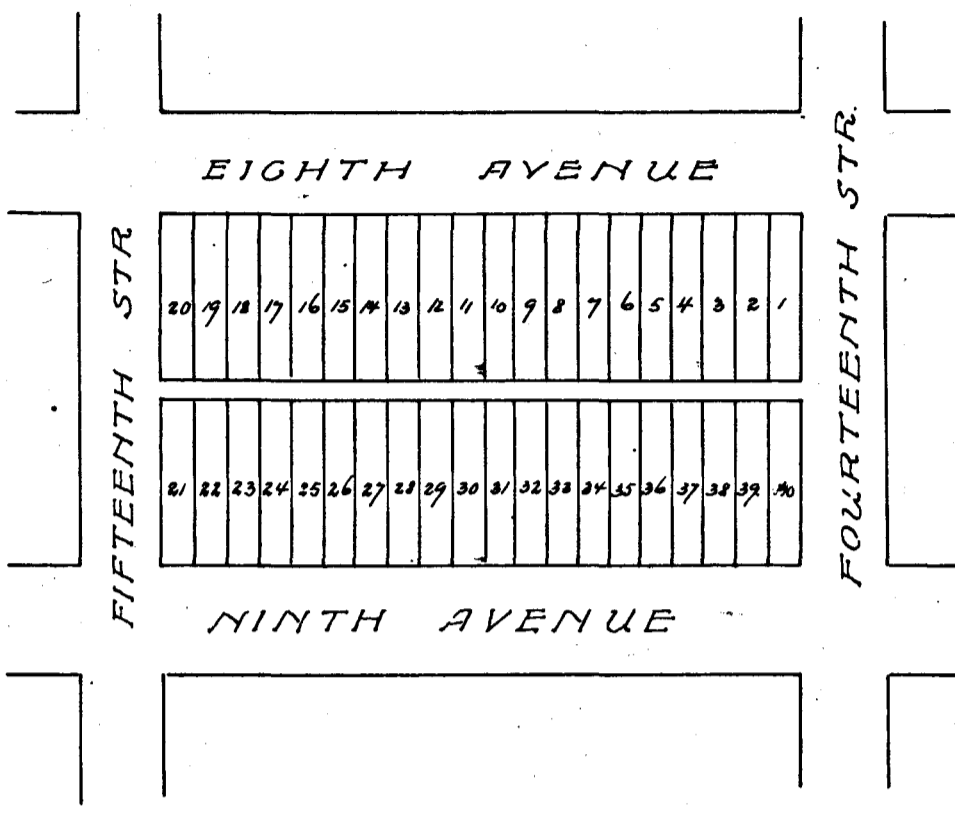 EIGHTH AVENUE
FIFTEENTH STR
FOURTEENTH STR.
20 19 18 17 16 15 14 13 12 11 10 9 8 7 6 5 4 3 2 1
21 22 23 24 25 26 27 28 29 30 31 32 33 34 35 36 37 38 39 40
NINTH AVENUE